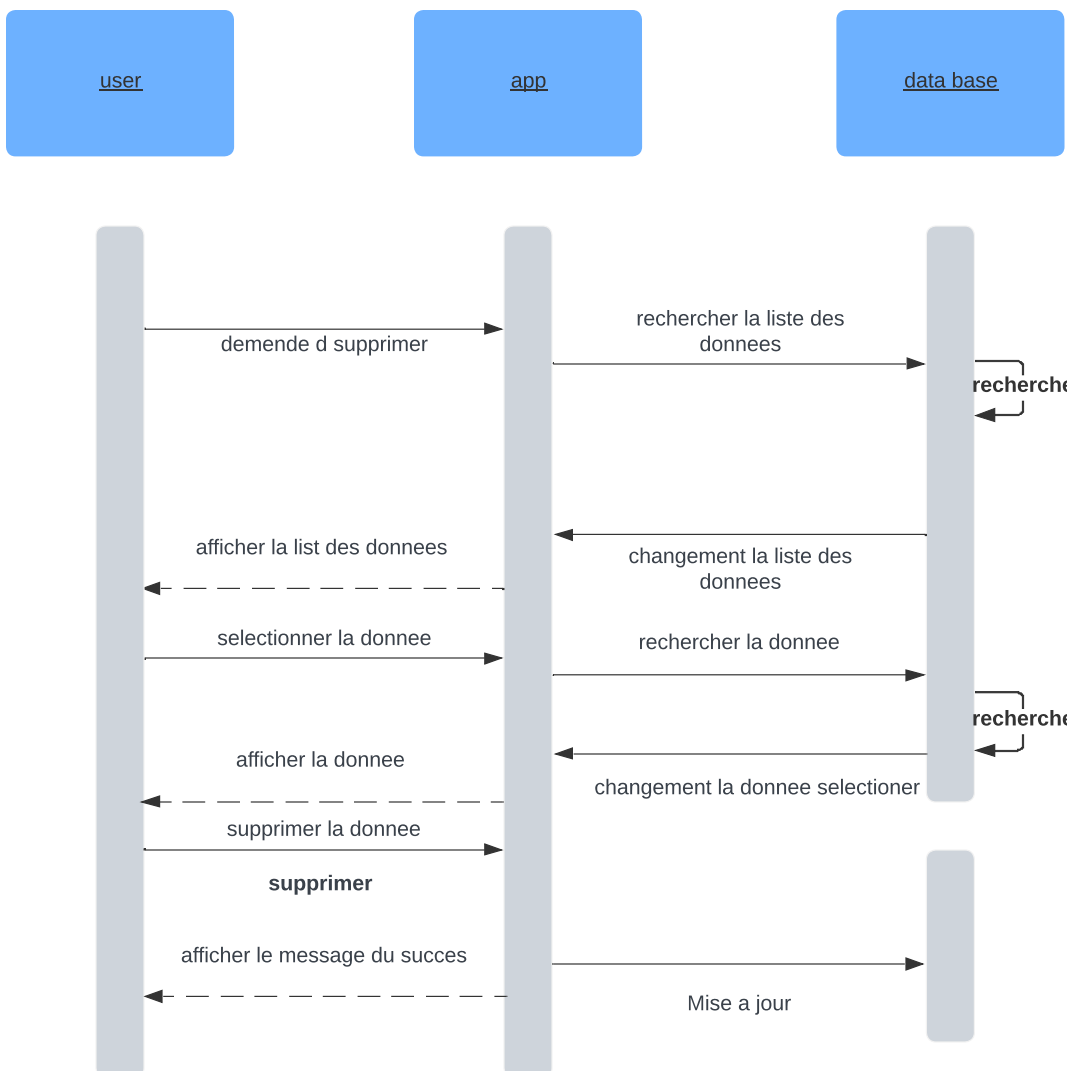 user
app
data base
rechercher la liste des
donnees
demende d supprimer
recherche
afficher la list des donnees
changement la liste des
donnees
selectionner la donnee
rechercher la donnee
recherche
afficher la donnee
changement la donnee selectioner
supprimer la donnee
supprimer
afficher le message du succes
Mise a jour